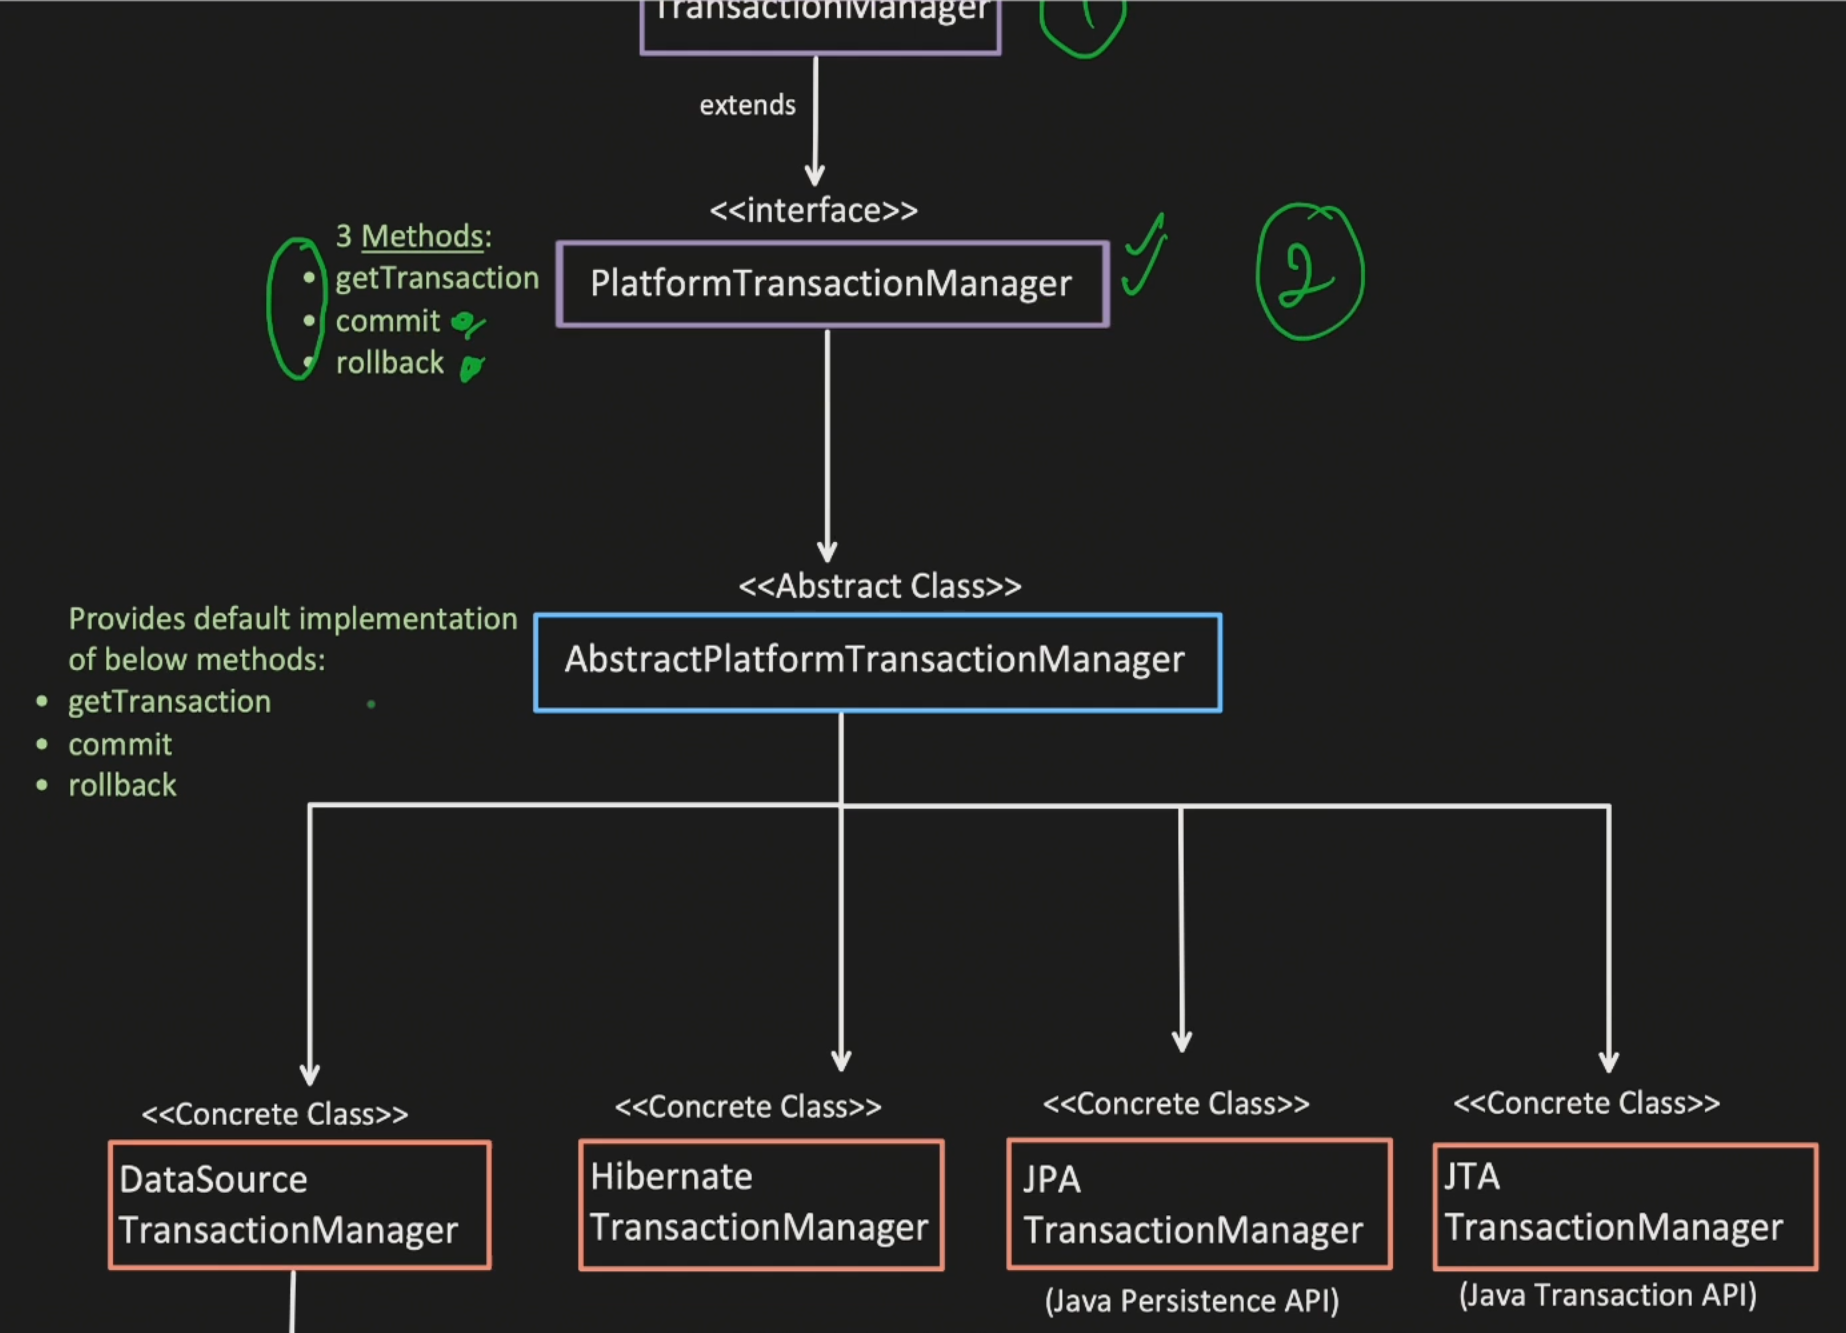 TransactionManager
1
extends
<<interface>>
3 Methods:
• getTransaction
• commit
• rollback
PlatformTransactionManager
2
<<Abstract Class>>
AbstractPlatformTransactionManager
Provides default implementation
of below methods:
• getTransaction
• commit
• rollback
<<Concrete Class>>
DataSource
TransactionManager
<<Concrete Class>>
Hibernate
TransactionManager
<<Concrete Class>>
JPA
TransactionManager
(Java Persistence API)
<<Concrete Class>>
JTA
TransactionManager
(Java Transaction API)